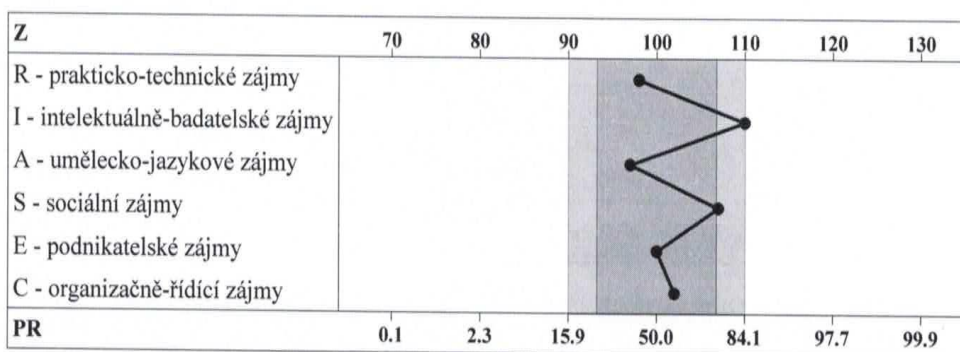 Z 70 80 90 100 110 120 130
R - prakticko-technické zájmy
I - intelektuálně-badatelské zájmy
A - umělecko-jazykové zájmy
S - sociální zájmy
E - podnikatelské zájmy
C - organizačně-řídící zájmy
PR 0.1 2.3 15.9 50.0 84.1 97.7 99.9